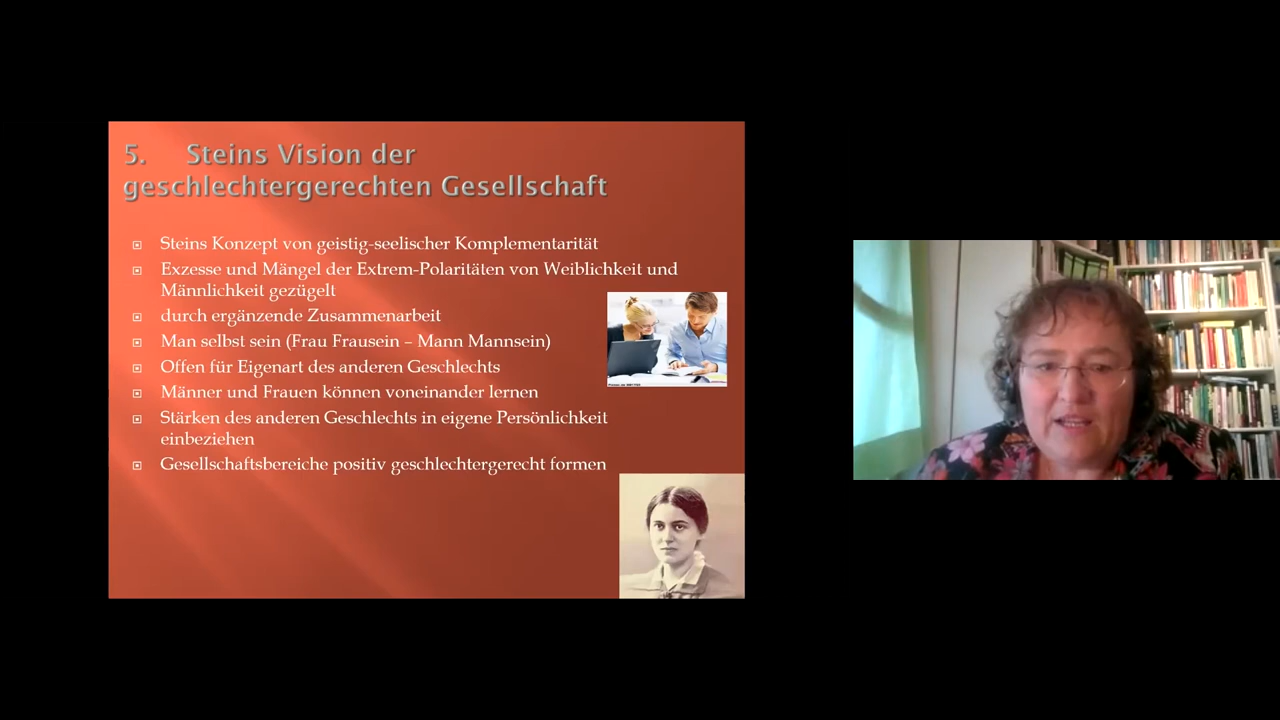 5. Steins Vision der
geschlechtergerechten Gesellschaft
Steins Konzept von geistig-seelischer Komplementarität
Exzesse und Mängel der Extrem-Polaritäten von Weiblichkeit und
Männlichkeit gezügelt
durch ergänzende Zusammenarbeit
Man selbst sein (Frau Frausein – Mann Mannsein)
Offen für Eigenart des anderen Geschlechts
Männer und Frauen können voneinander lernen
Stärken des anderen Geschlechts in eigene Persönlichkeit
einbeziehen
Gesellschaftsbereiche positiv geschlechtergerecht formen